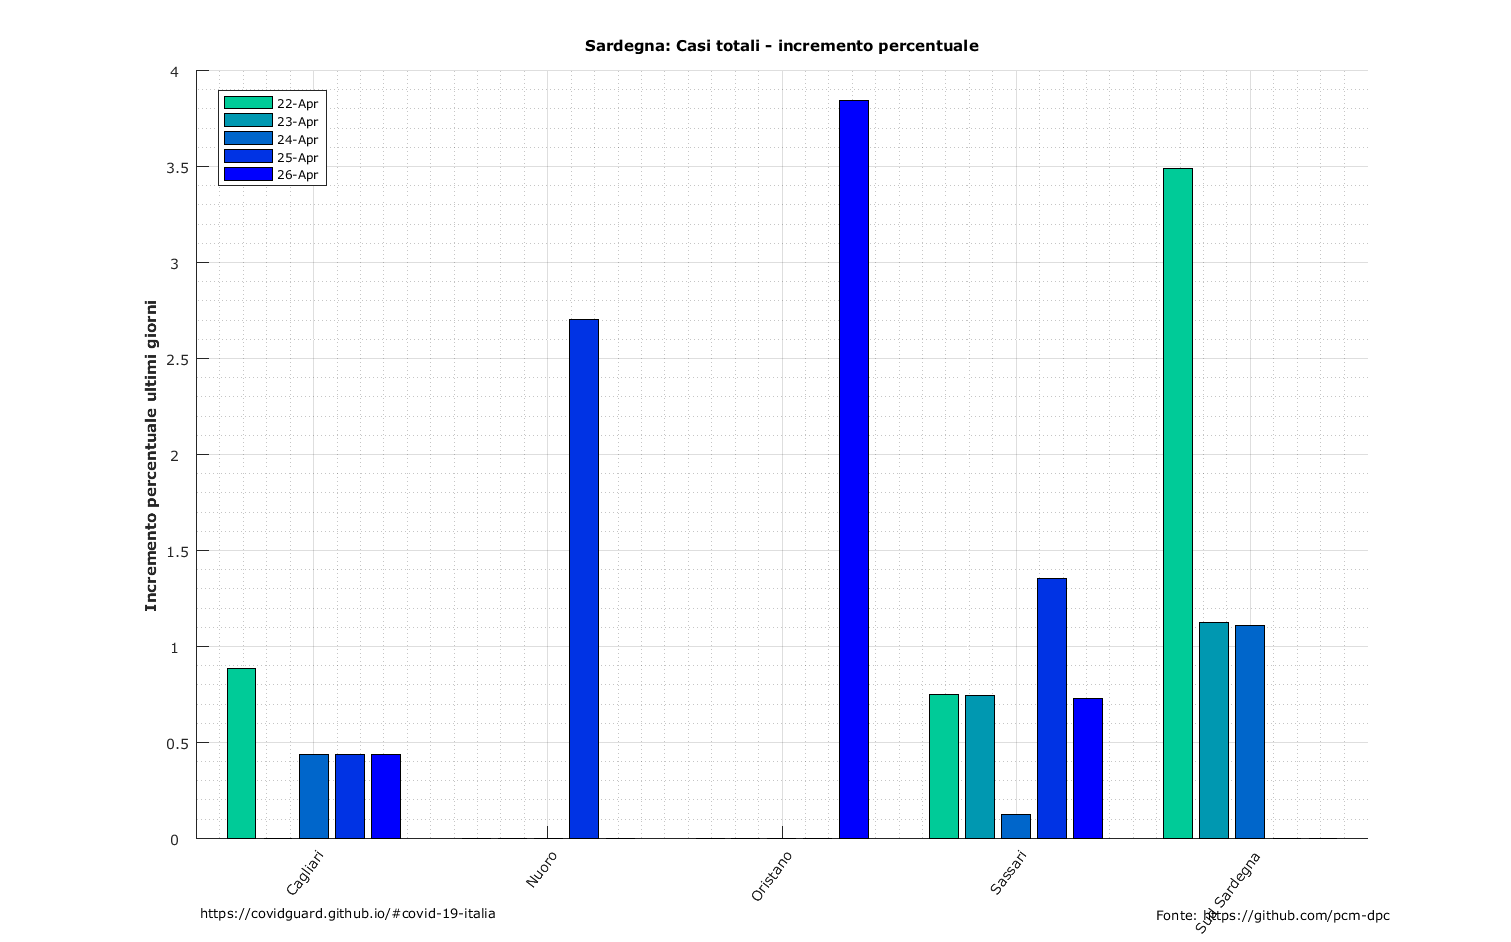 Sardegna: Casi totali - incremento percentuale
4
3.5
3
2.5
2
1.5
1
0.5
0
Incremento percentuale ultimi giorni
22-Apr
23-Apr
24-Apr
25-Apr
26-Apr
Cagliari
Nuoro
Oristano
Sassari
Sud Sardegna
https://covidguard.github.io/#covid-19-italia
Fonte: https://github.com/pcm-dpc